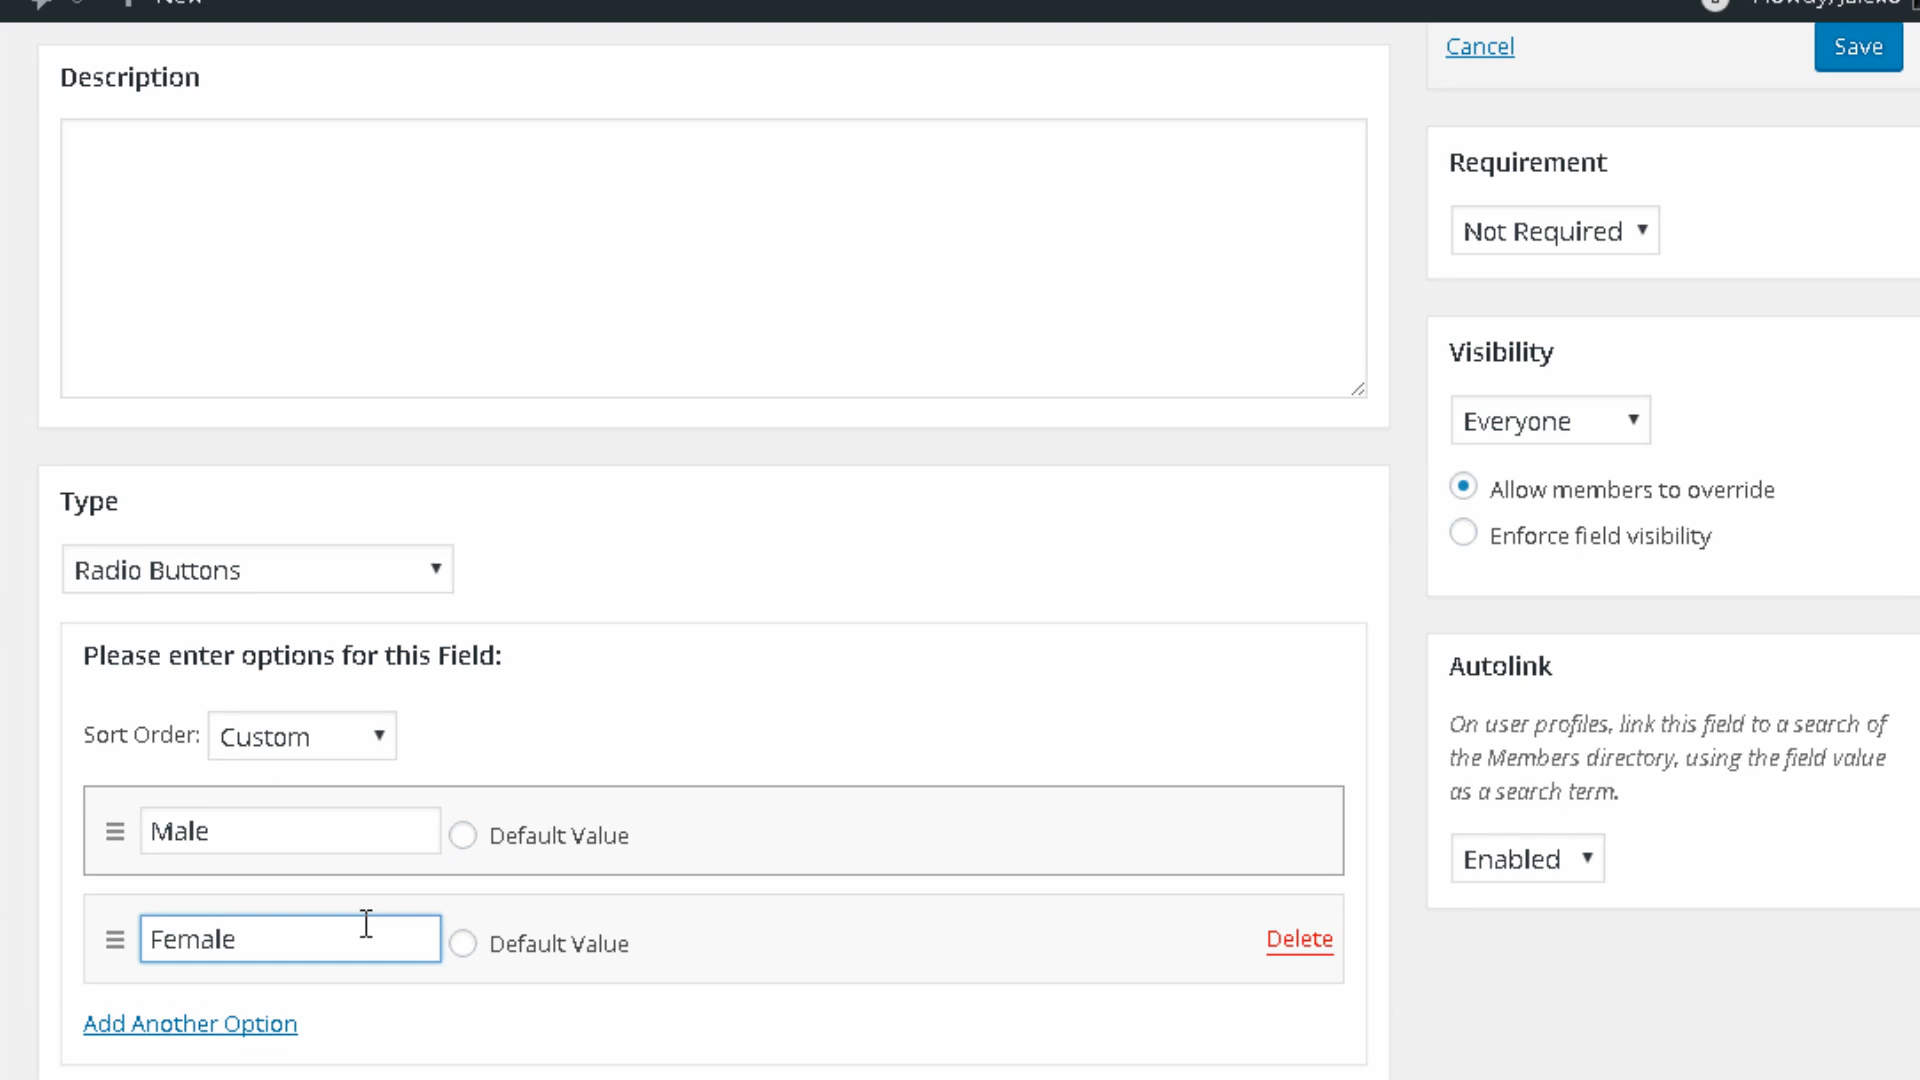 New
Cancel
Save
Description
Requirement
Not Required
Visibility
Everyone
Allow members to override
Enforce field visibility
Type
Radio Buttons
Please enter options for this Field:
Sort Order: Custom
Male
Default Value
Female
Default Value
Delete
Add Another Option
Autolink
On user profiles, link this field to a search of
the Members directory, using the field value
as a search term.
Enabled